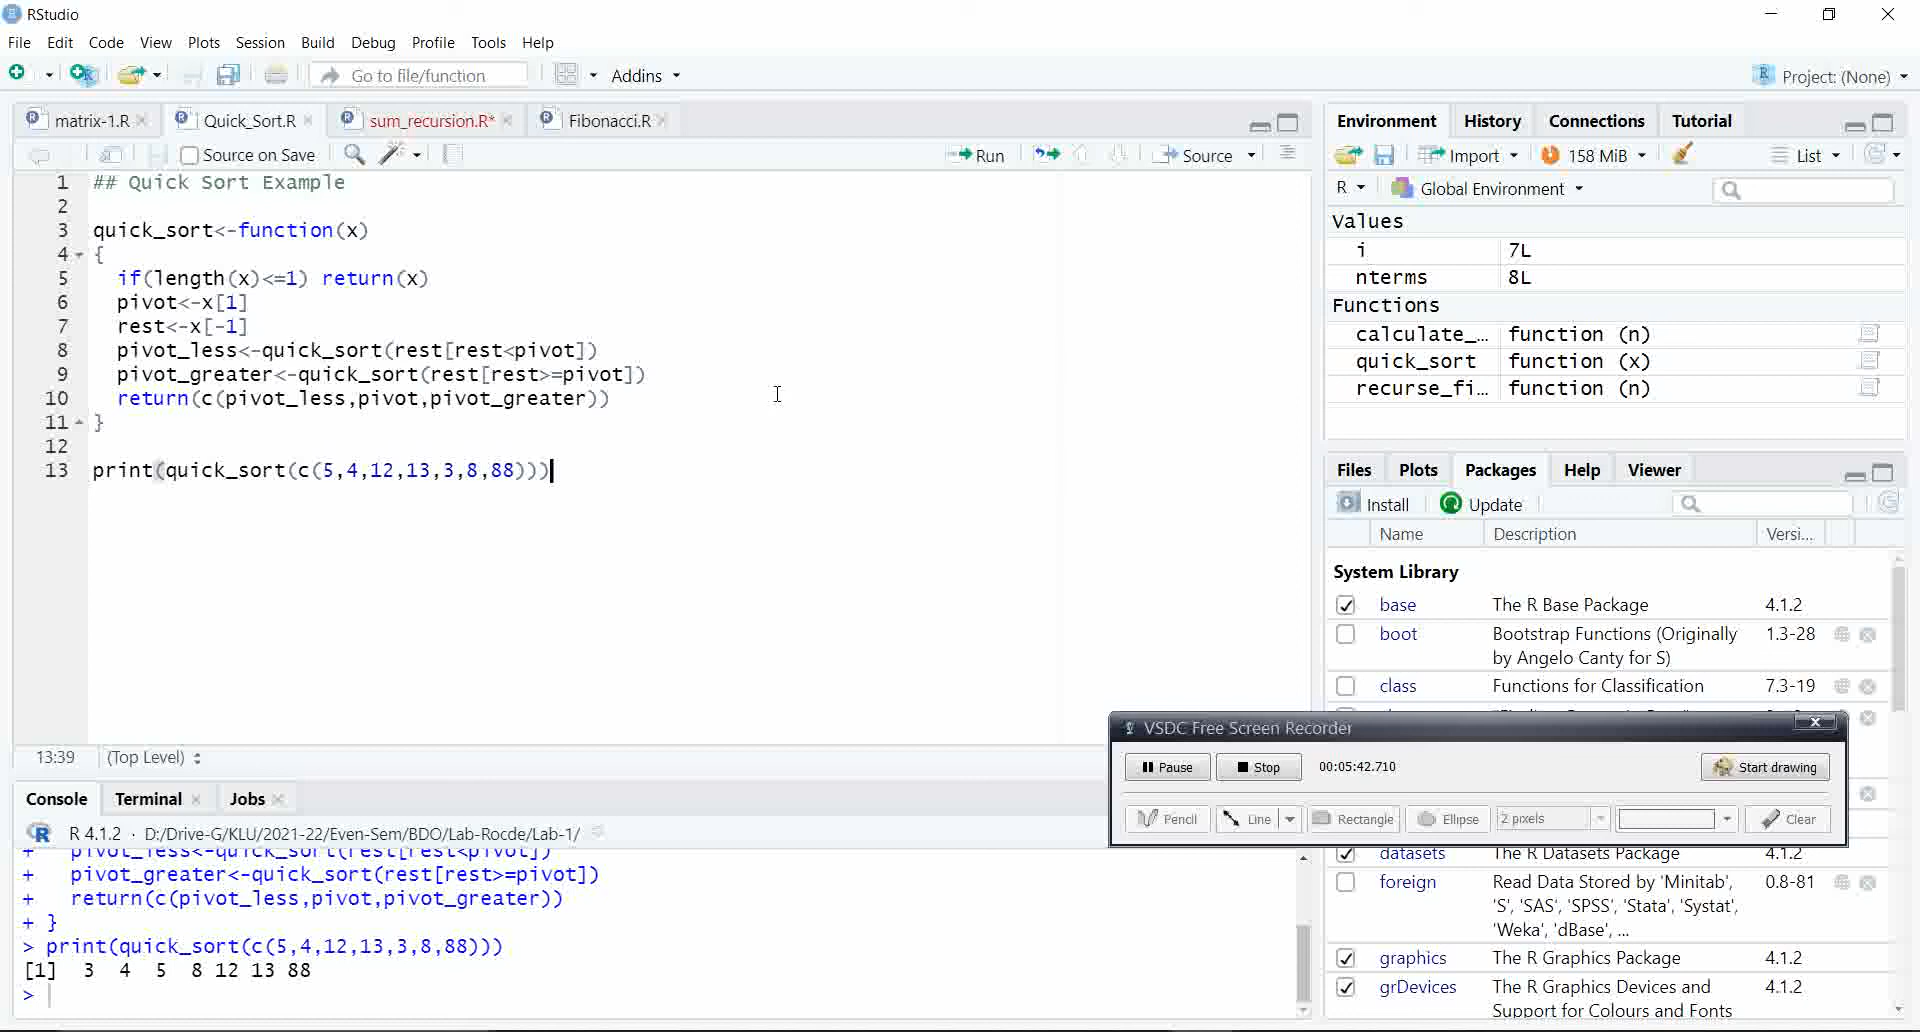 RStudio
File Edit Code View Plots Session Build Debug Profile Tools Help
Go to file/function Addins Project: (None)
matrix-1.R Quick_Sort.R sum_recursion.R* Fibonacci.R
Source on Save Run Source
1 ## Quick Sort Example
2
3 quick_sort<-function(x)
4 {
5 if(length(x)<=1) return(x)
6 pivot<-x[1]
7 rest<-x[-1]
8 pivot_less<-quick_sort(rest[rest<pivot])
9 pivot_greater<-quick_sort(rest[rest>=pivot])
10 return(c(pivot_less,pivot,pivot_greater))
11 }
12
13 print(quick_sort(c(5,4,12,13,3,8,88)))
13:39 (Top Level)
Console Terminal Jobs
R 4.1.2 · D:/Drive-G/KLU/2021-22/Even-Sem/BDO/Lab-Rocde/Lab-1/
+ pivot_less<-quick_sort(rest[rest<pivot])
+ pivot_greater<-quick_sort(rest[rest>=pivot])
+ return(c(pivot_less,pivot,pivot_greater))
+ }
> print(quick_sort(c(5,4,12,13,3,8,88)))
[1] 3 4 5 8 12 13 88
>
Environment History Connections Tutorial
Import 158 MiB List
R Global Environment
Values
i 7L
nterms 8L
Functions
calculate_… function (n)
quick_sort function (x)
recurse_fi… function (n)
Files Plots Packages Help Viewer
Install Update
Name Description Versi...
System Library
base The R Base Package 4.1.2
boot Bootstrap Functions (Originally 1.3-28
by Angelo Canty for S)
class Functions for Classification 7.3-19
VSDC Free Screen Recorder
Pause Stop 00:05:42.710 Start drawing
Pencil Line Rectangle Ellipse 2 pixels Clear
datasets The R Datasets Package 4.1.2
foreign Read Data Stored by 'Minitab', 0.8-81
'S', 'SAS', 'SPSS', 'Stata', 'Systat',
'Weka', 'dBase', ...
graphics The R Graphics Package 4.1.2
grDevices The R Graphics Devices and 4.1.2
Support for Colours and Fonts